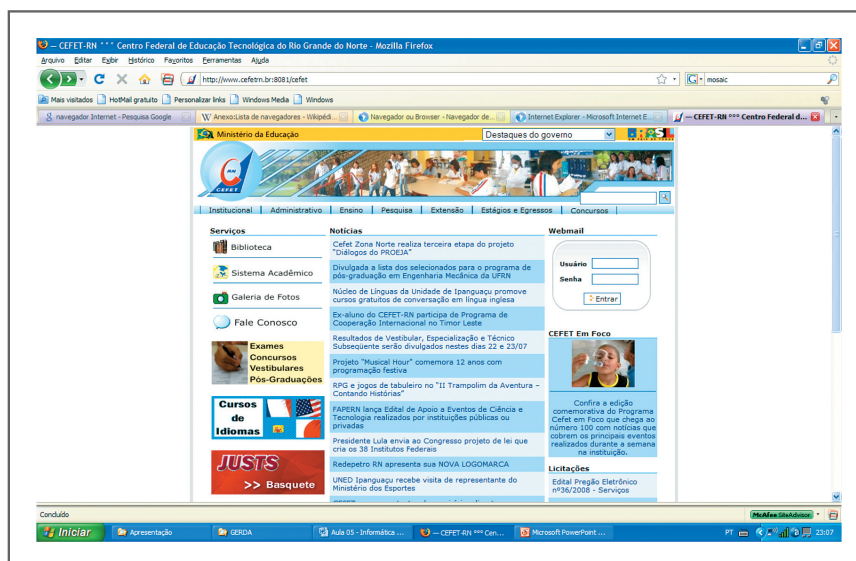 — CEFET-RN *** Centro Federal de Educação Tecnológica do Rio Grande do Norte - Mozilla Firefox
Arquivo Editar Exibir Histórico Favoritos Ferramentas Ajuda
http://www.cefetrn.br:8081/cefet
mosaic
Mais visitados HotMail gratuito Personalizar links Windows Media Windows
navegador Internet - Pesquisa Google
Anexo:Lista de navegadores - Wikipédi...
Navegador ou Browser - Navegador de...
Internet Explorer - Microsoft Internet E...
— CEFET-RN °°° Centro Federal d...
Ministério da Educação
Destaques do governo
BRASIL
RN
CEFET
Institucional | Administrativo | Ensino | Pesquisa | Extensão | Estágios e Egressos | Concursos |
Serviços
Biblioteca
Sistema Acadêmico
Galeria de Fotos
Fale Conosco
Exames
Concursos
Vestibulares
Pós-Graduações
Cursos
de
Idiomas
JUSTS
>> Basquete
Notícias
Cefet Zona Norte realiza terceira etapa do projeto
"Diálogos do PROEJA"
Divulgada a lista dos selecionados para o programa de
pós-graduação em Engenharia Mecânica da UFRN
Núcleo de Línguas da Unidade de Ipanguaçu promove
cursos gratuitos de conversação em língua inglesa
Ex-aluno do CEFET-RN participa de Programa de
Cooperação Internacional no Timor Leste
Resultados de Vestibular, Especialização e Técnico
Subseqüente serão divulgados nestes dias 22 e 23/07
Projeto "Musical Hour" comemora 12 anos com
programação festiva
RPG e jogos de tabuleiro no "II Trampolim da Aventura –
Contando Histórias"
FAPERN lança Edital de Apoio a Eventos de Ciência e
Tecnologia realizados por instituições públicas ou
privadas
Presidente Lula envia ao Congresso projeto de lei que
cria os 38 Institutos Federais
Redepetro RN apresenta sua NOVA LOGOMARCA
UNED Ipanguaçu recebe visita de representante do
Ministério dos Esportes
Webmail
Usuário
Senha
Entrar
CEFET Em Foco
Confira a edição
comemorativa do Programa
Cefet em Foco que chega ao
número 100 com notícias que
cobrem os principais eventos
realizados durante a semana
na instituição.
Licitações
Edital Pregão Eletrônico
nº36/2008 - Serviços
Concluído
McAfee SiteAdvisor
Iniciar
Apresentação
GERDA
Aula 05 - Informática ...
— CEFET-RN °°° Cen...
Microsoft PowerPoint ...
PT
23:07